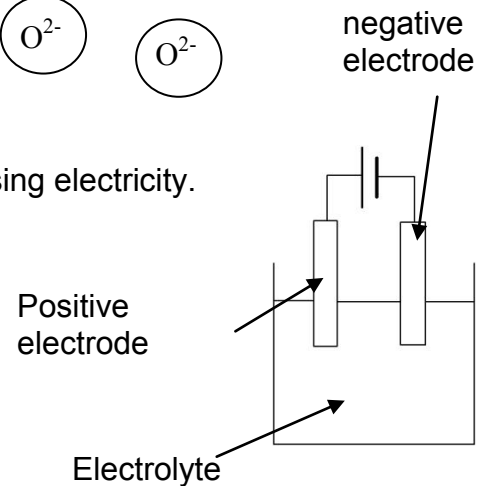 negative
electrode
O²⁻
O²⁻
sing electricity.
Positive
electrode
Electrolyte